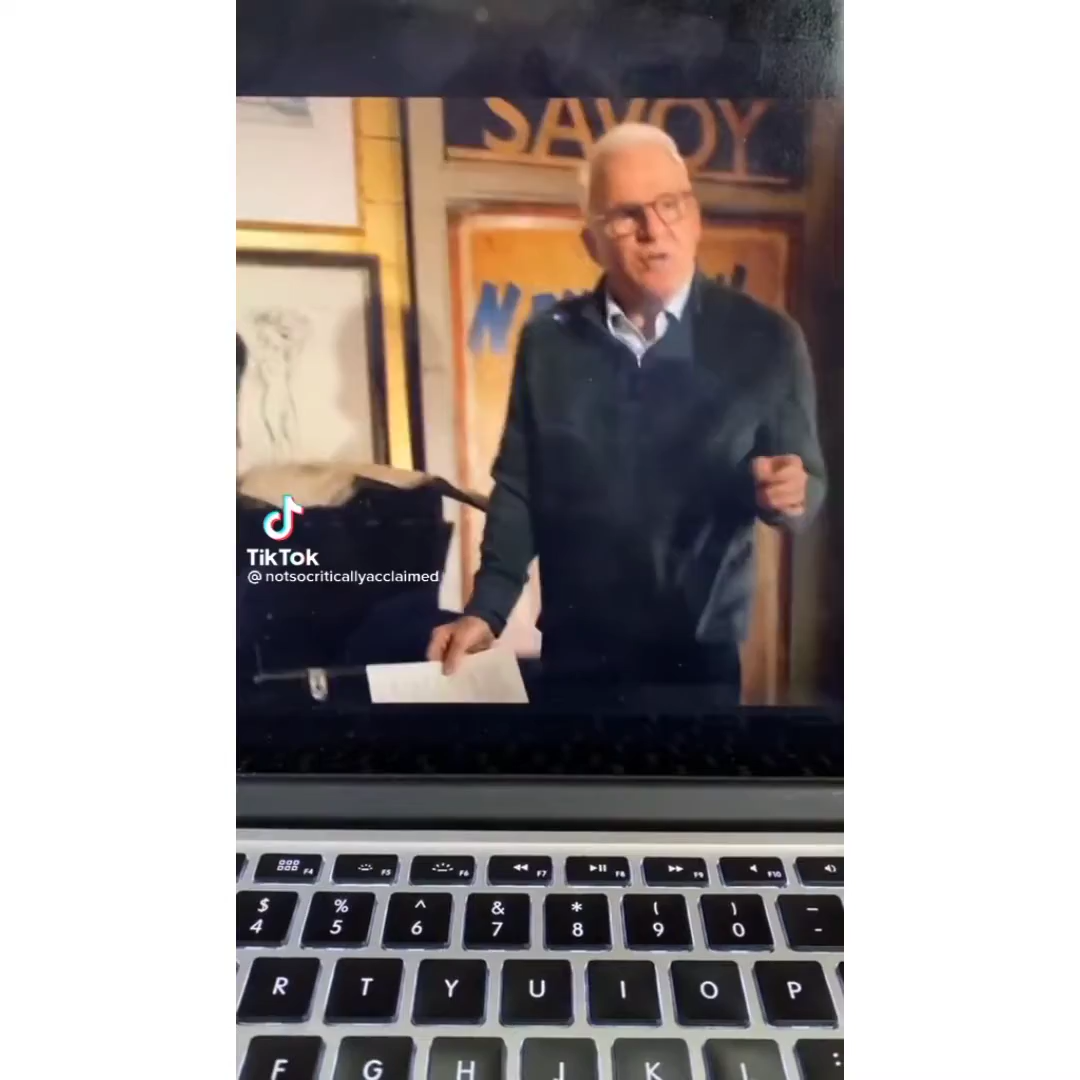 SAVOY
TikTok
@notsocriticallyacclaimed
F4
F5
F6
F7
F8
F9
F10
$ % ^ & * ( ) –
4 5 6 7 8 9 0 -
R T Y U I O P
F G H J K L :